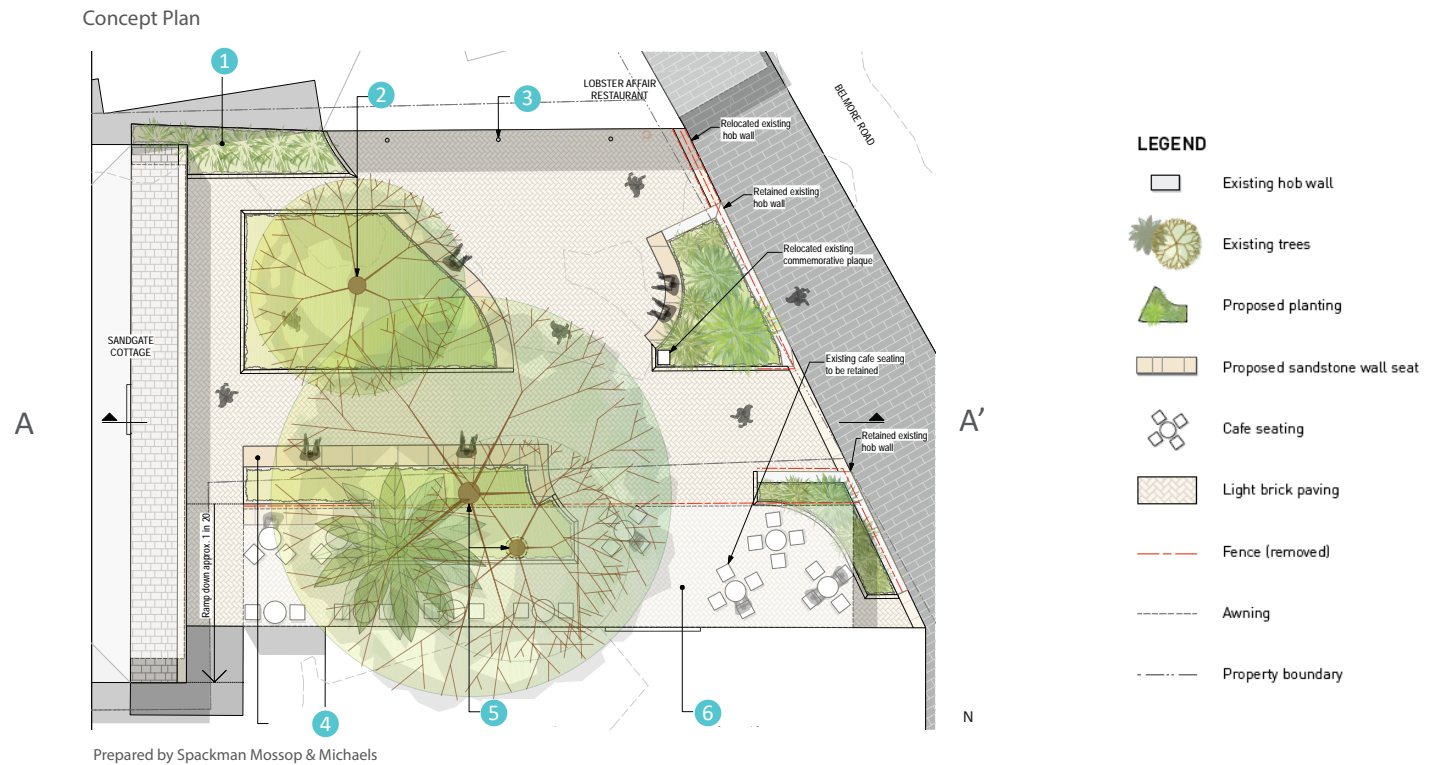 Concept Plan
1
2
3
LOBSTER AFFAIR
RESTAURANT
BELMORE ROAD
Relocated existing
hob wall
Retained existing
hob wall
Relocated existing
commemorative plaque
SANDGATE
COTTAGE
Existing cafe seating
to be retained
A
A'
Retained existing
hob wall
Ramp down approx. 1 in 20
4
5
6
N
Prepared by Spackman Mossop & Michaels
LEGEND
Existing hob wall
Existing trees
Proposed planting
Proposed sandstone wall seat
Cafe seating
Light brick paving
Fence (removed)
Awning
Property boundary